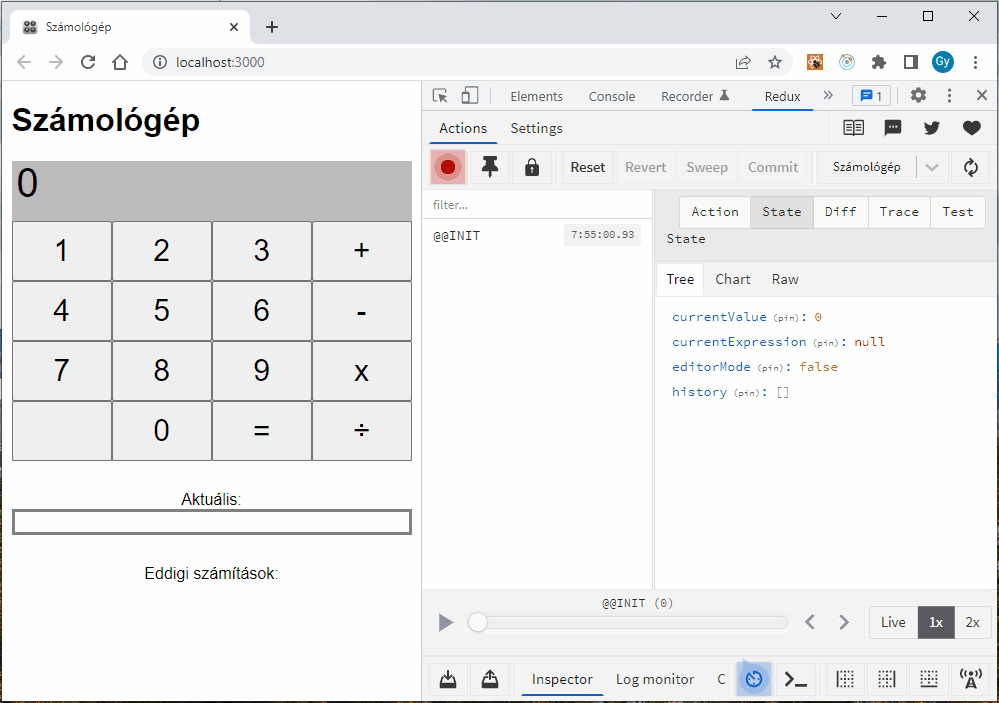 Számológép
localhost:3000
Gy
Számológép
0
1 2 3 +
4 5 6 -
7 8 9 x
0 = ÷
Aktuális:
Eddigi számítások:
Elements Console Recorder Redux 1
Actions Settings
Reset Revert Sweep Commit Számológép
filter...
@@INIT 7:55:00.93
Action State Diff Trace Test
State
Tree Chart Raw
currentValue (pin): 0
currentExpression (pin): null
editorMode (pin): false
history (pin): []
@@INIT (0)
Live 1x 2x
Inspector Log monitor C